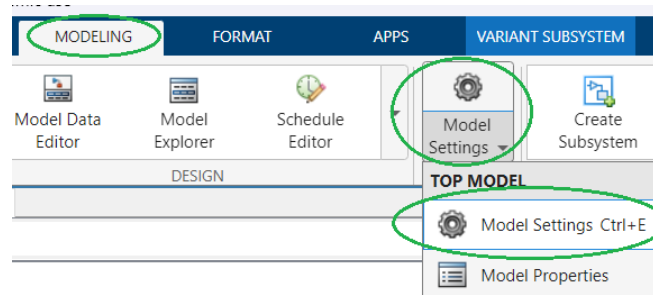 MODELING FORMAT APPS VARIANT SUBSYSTEM
Model Data Editor
Model Explorer
Schedule Editor
Model Settings
Create Subsystem
DESIGN
TOP MODEL
Model Settings Ctrl+E
Model Properties